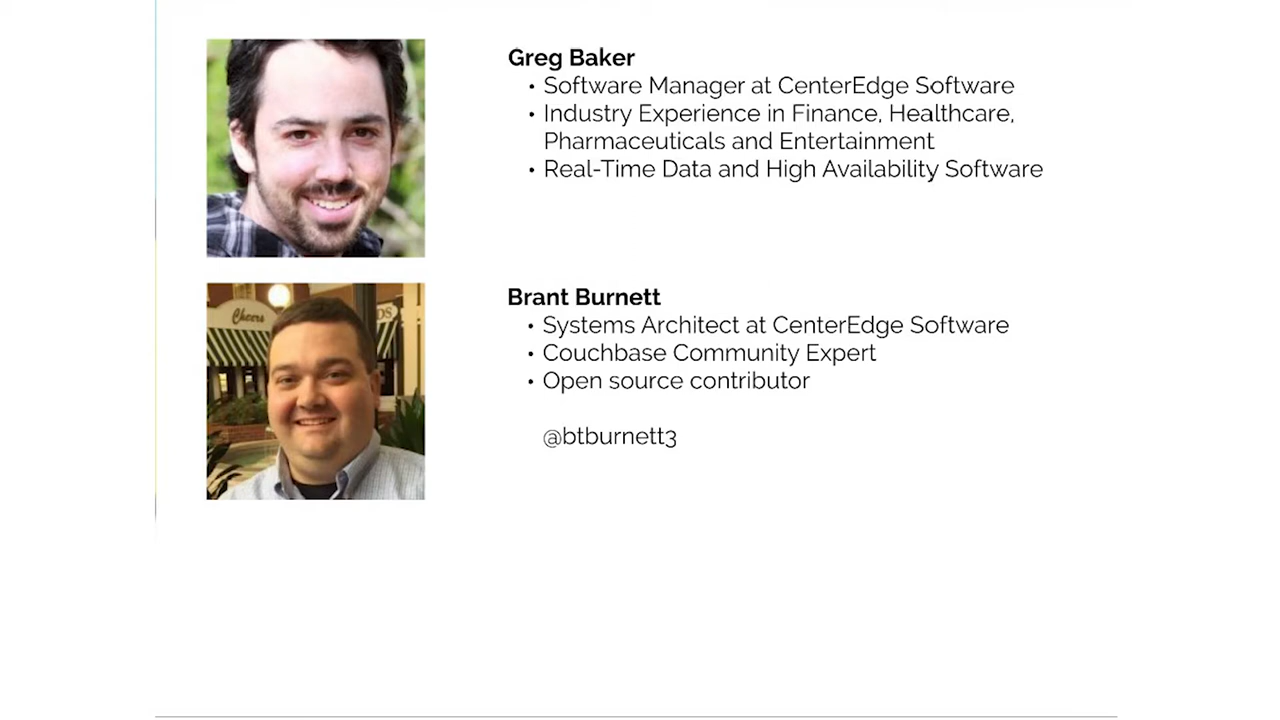 Greg Baker
• Software Manager at CenterEdge Software
• Industry Experience in Finance, Healthcare,
Pharmaceuticals and Entertainment
• Real-Time Data and High Availability Software
Cheers
DS
Brant Burnett
• Systems Architect at CenterEdge Software
• Couchbase Community Expert
• Open source contributor
@btburnett3